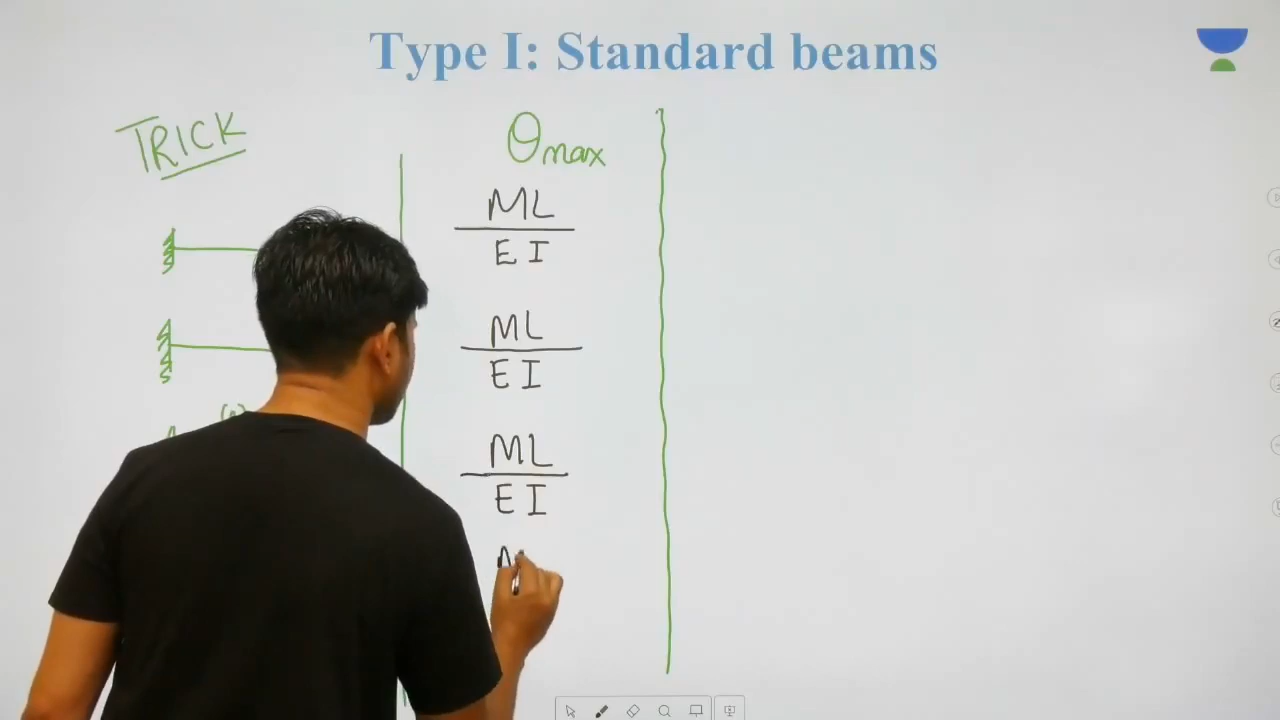 Type I: Standard beams
TRICK
θmax
ML
EI
ML
EI
ω
ML
EI